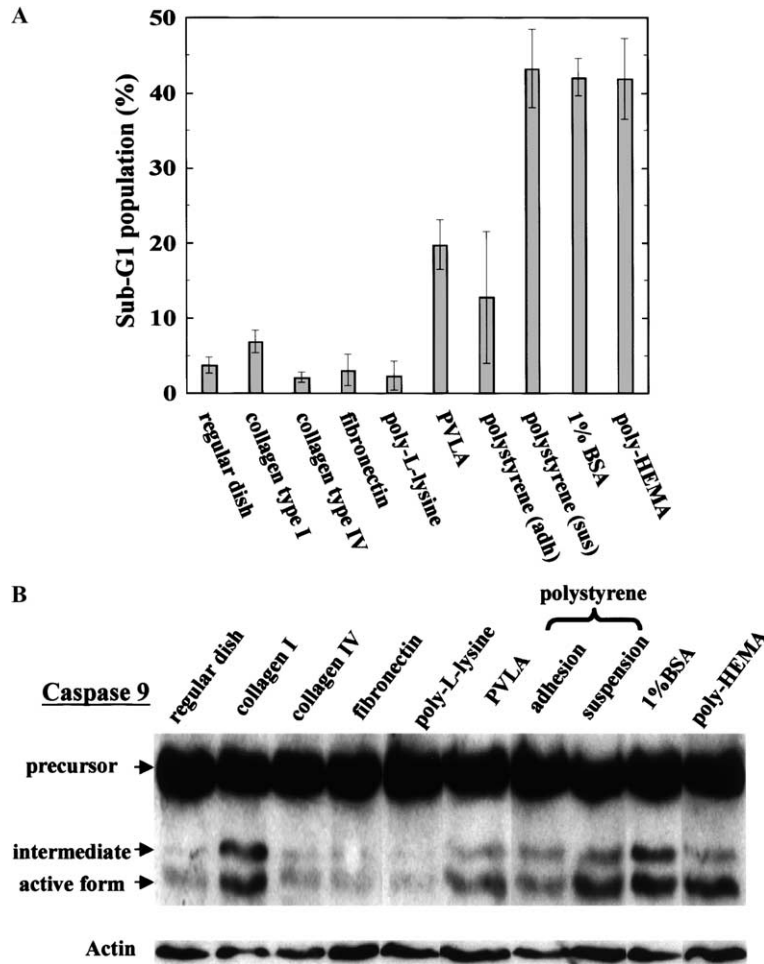 A
Sub-G1 population (%)
50
40
30
20
10
0
regular dish
collagen type I
collagen type IV
fibronectin
poly-L-lysine
PVLA
polystyrene (adh)
polystyrene (sus)
1% BSA
poly-HEMA
B
polystyrene
regular dish
collagen I
collagen IV
fibronectin
poly-L-lysine
PVLA
adhesion
suspension
1%BSA
poly-HEMA
Caspase 9
precursor
intermediate
active form
Actin